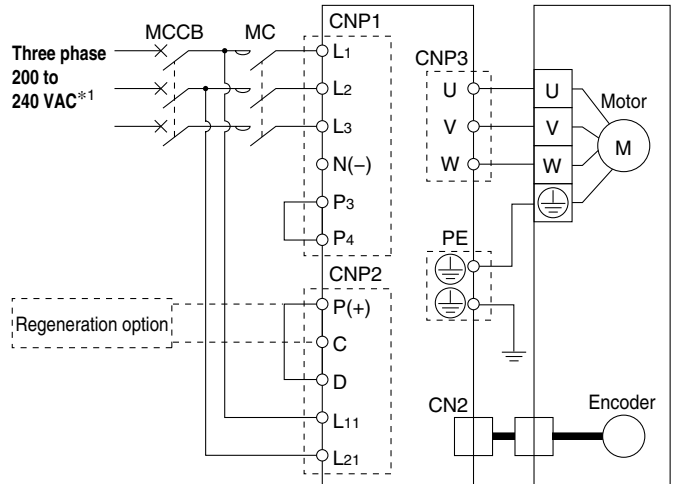 MCCB MC CNP1
Three phase
200 to
240 VAC*1
L1
L2
L3
N(−)
P3
P4
CNP2
P(+)
C
D
L11
L21
Regeneration option
CNP3
U
V
W
PE
CN2
U
V
W
Motor
M
Encoder